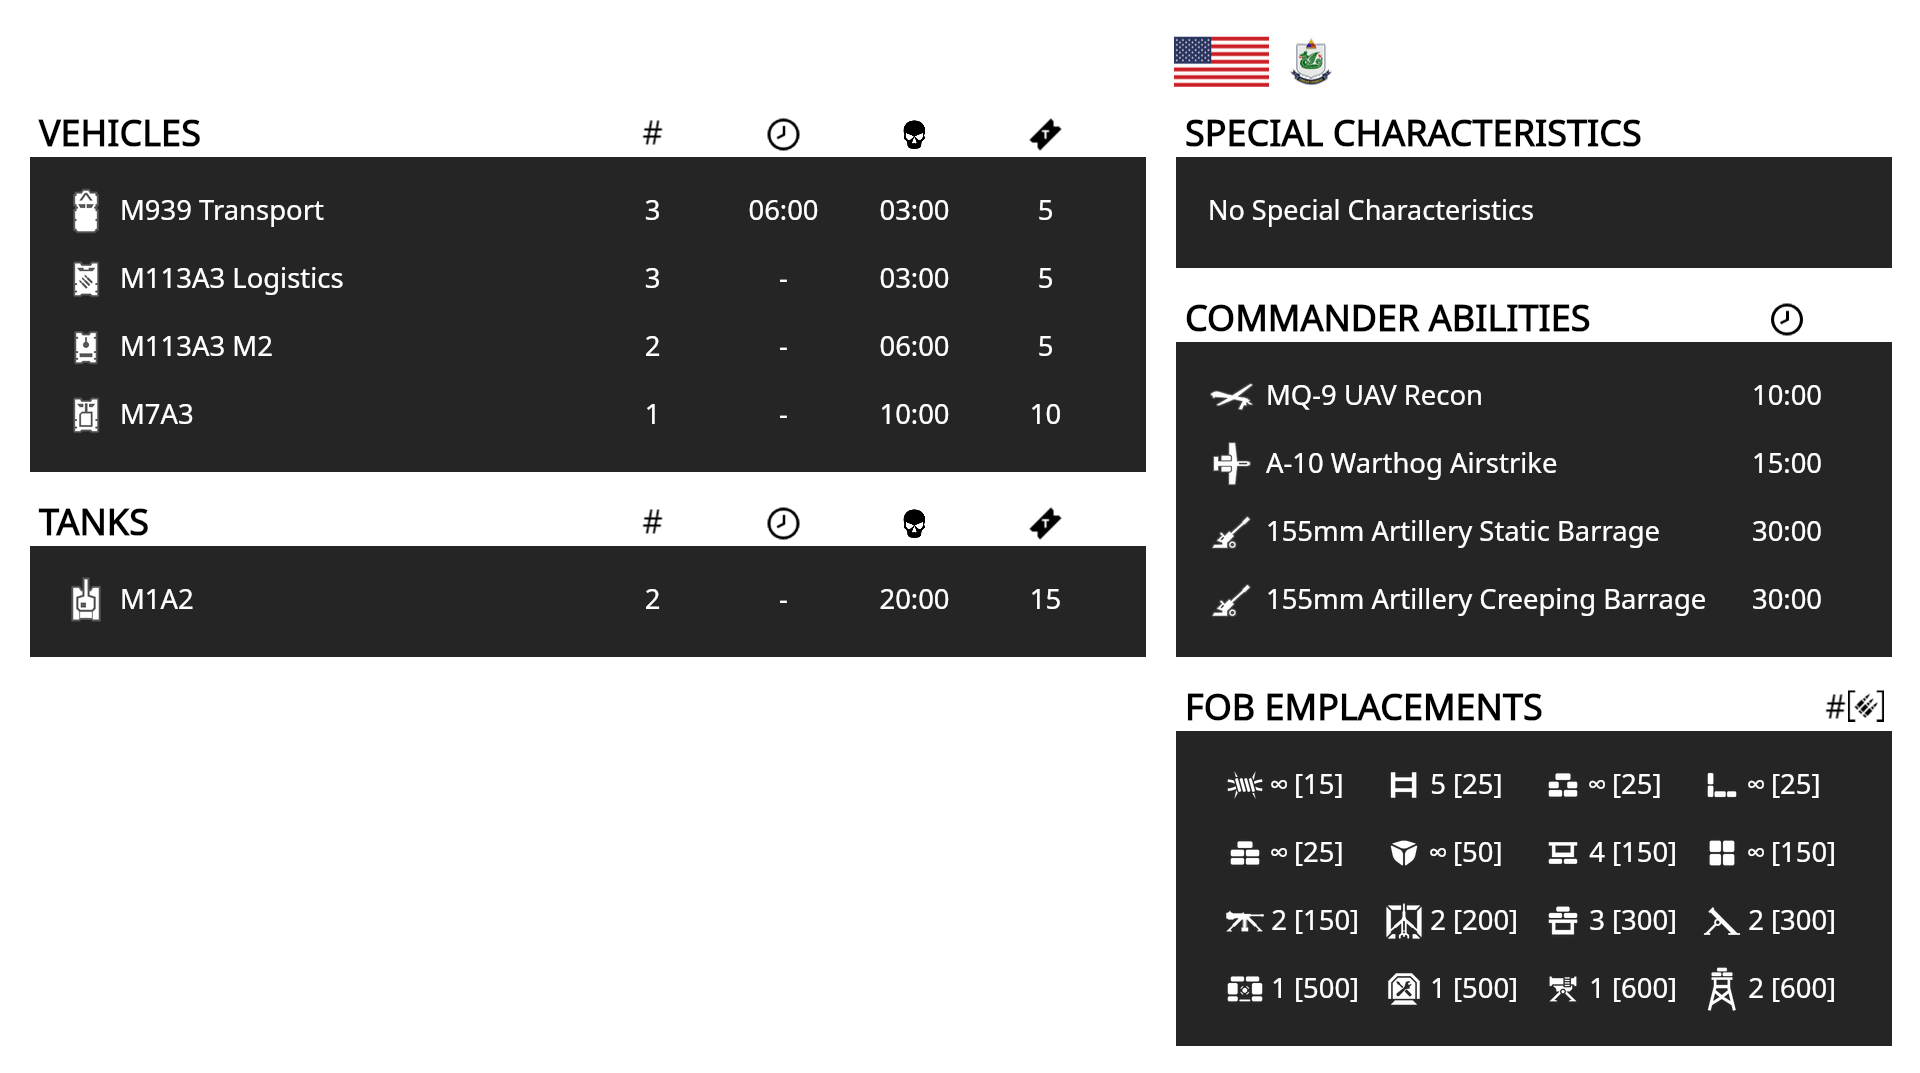 VEHICLES #
M939 Transport 3 06:00 03:00 5
M113A3 Logistics 3 - 03:00 5
M113A3 M2 2 - 06:00 5
M7A3 1 - 10:00 10
TANKS #
M1A2 2 - 20:00 15
SPECIAL CHARACTERISTICS
No Special Characteristics
COMMANDER ABILITIES
MQ-9 UAV Recon 10:00
A-10 Warthog Airstrike 15:00
155mm Artillery Static Barrage 30:00
155mm Artillery Creeping Barrage 30:00
FOB EMPLACEMENTS #[]
∞ [15] 5 [25] ∞ [25] ∞ [25]
∞ [25] ∞ [50] 4 [150] ∞ [150]
2 [150] 2 [200] 3 [300] 2 [300]
1 [500] 1 [500] 1 [600] 2 [600]